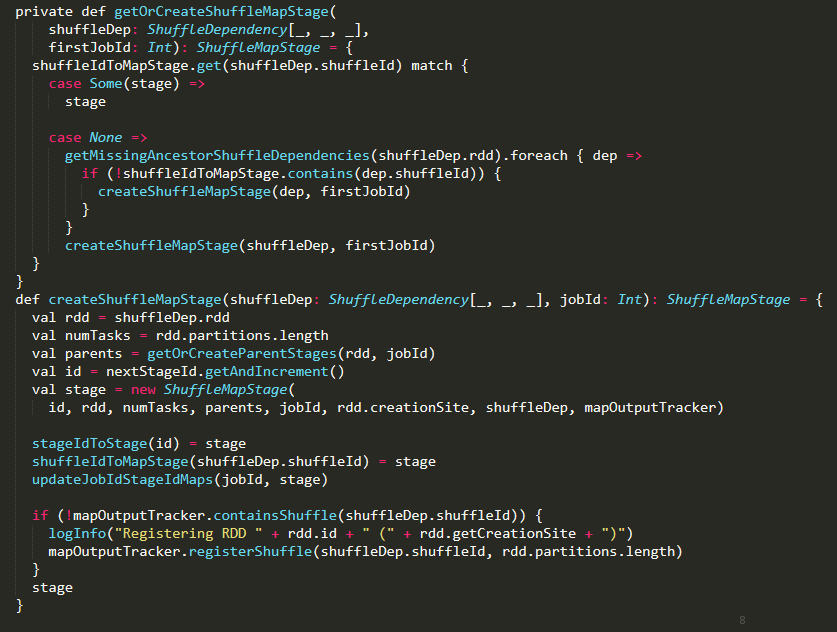 private def getOrCreateShuffleMapStage(
    shuffleDep: ShuffleDependency[_, _, _],
    firstJobId: Int): ShuffleMapStage = {
  shuffleIdToMapStage.get(shuffleDep.shuffleId) match {
    case Some(stage) =>
      stage

    case None =>
      getMissingAncestorShuffleDependencies(shuffleDep.rdd).foreach { dep =>
        if (!shuffleIdToMapStage.contains(dep.shuffleId)) {
          createShuffleMapStage(dep, firstJobId)
        }
      }
      createShuffleMapStage(shuffleDep, firstJobId)
  }
}
def createShuffleMapStage(shuffleDep: ShuffleDependency[_, _, _], jobId: Int): ShuffleMapStage = {
  val rdd = shuffleDep.rdd
  val numTasks = rdd.partitions.length
  val parents = getOrCreateParentStages(rdd, jobId)
  val id = nextStageId.getAndIncrement()
  val stage = new ShuffleMapStage(
    id, rdd, numTasks, parents, jobId, rdd.creationSite, shuffleDep, mapOutputTracker)

  stageIdToStage(id) = stage
  shuffleIdToMapStage(shuffleDep.shuffleId) = stage
  updateJobIdStageIdMaps(jobId, stage)

  if (!mapOutputTracker.containsShuffle(shuffleDep.shuffleId)) {
    logInfo("Registering RDD " + rdd.id + " (" + rdd.getCreationSite + ")")
    mapOutputTracker.registerShuffle(shuffleDep.shuffleId, rdd.partitions.length)
  }
  stage
}
8